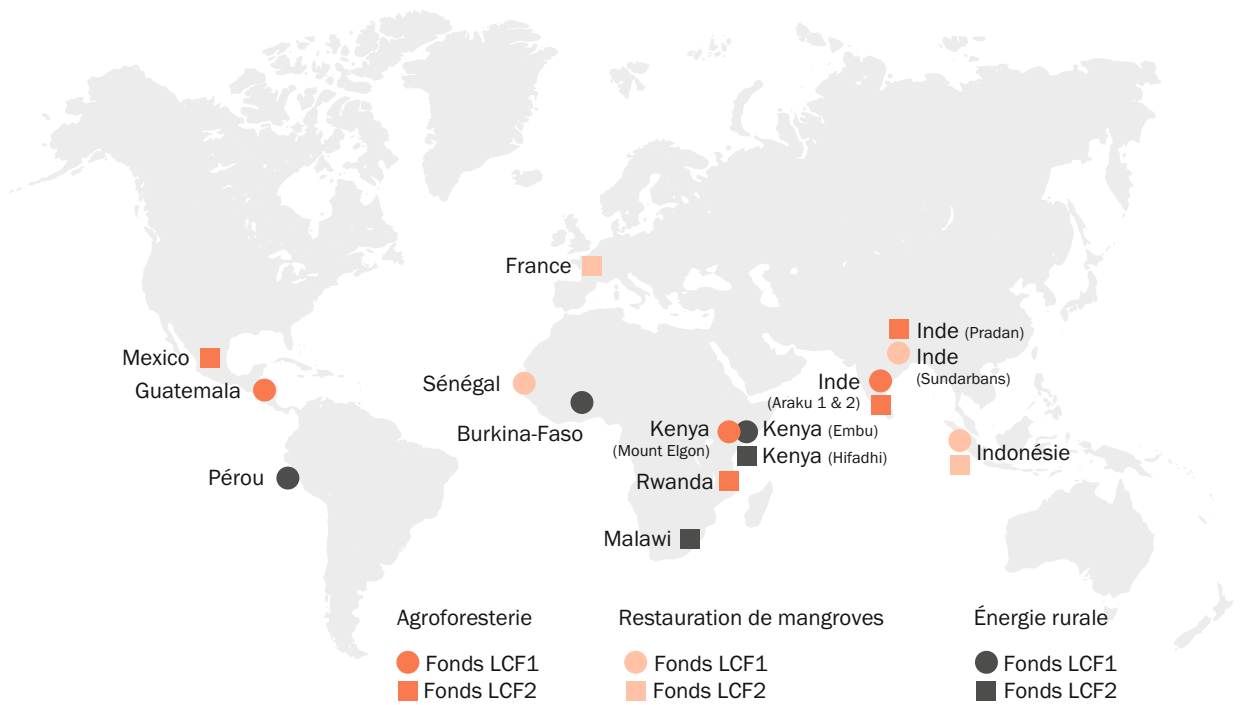 France
Inde (Pradan)
Mexico
Inde
(Sundarbans)
Guatemala
Sénégal
Inde
(Araku 1 & 2)
Burkina-Faso
Kenya
(Mount Elgon)
Kenya (Embu)
Kenya (Hifadhi)
Indonésie
Pérou
Rwanda
Malawi
Agroforesterie
Fonds LCF1
Fonds LCF2
Restauration de mangroves
Fonds LCF1
Fonds LCF2
Énergie rurale
Fonds LCF1
Fonds LCF2